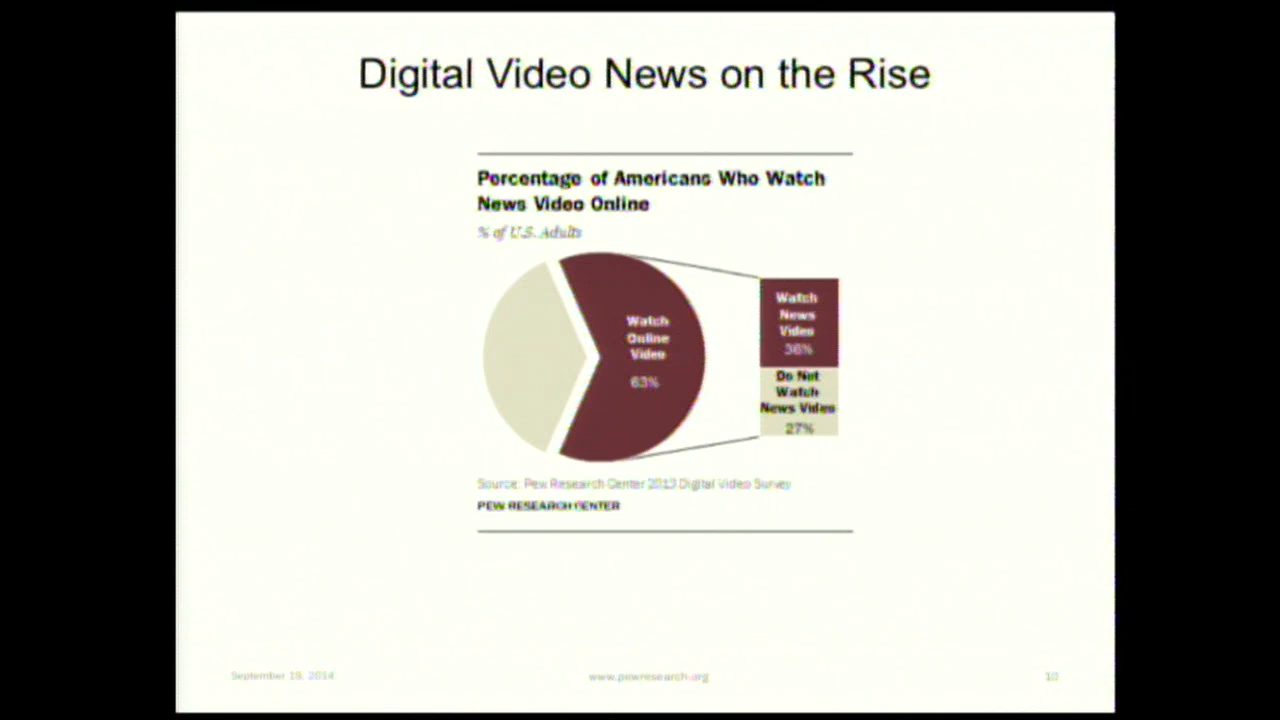 Digital Video News on the Rise
Percentage of Americans Who Watch
News Video Online
% of U.S. Adults
Watch
Online
Video
63%
Watch
News
Video
36%
Do Not
Watch
News Video
27%
Source: Pew Research Center 2013 Digital Video Survey
PEW RESEARCH CENTER
September 2014
www.pewresearch.org
10